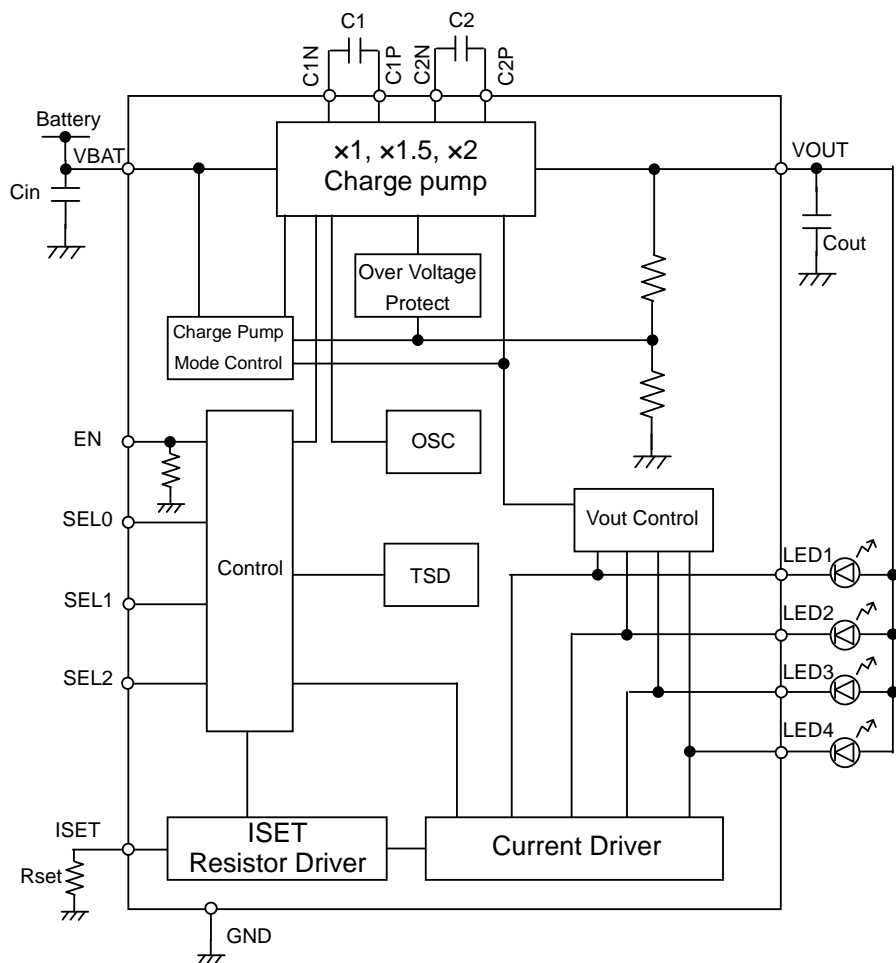 C1
C2
C1N
C1P
C2N
C2P
Battery
VBAT
Cin
×1, ×1.5, ×2
Charge pump
VOUT
Cout
Over Voltage
Protect
Charge Pump
Mode Control
EN
OSC
SEL0
Vout Control
Control
TSD
LED1
SEL1
LED2
SEL2
LED3
LED4
ISET
Rset
ISET
Resistor Driver
Current Driver
GND